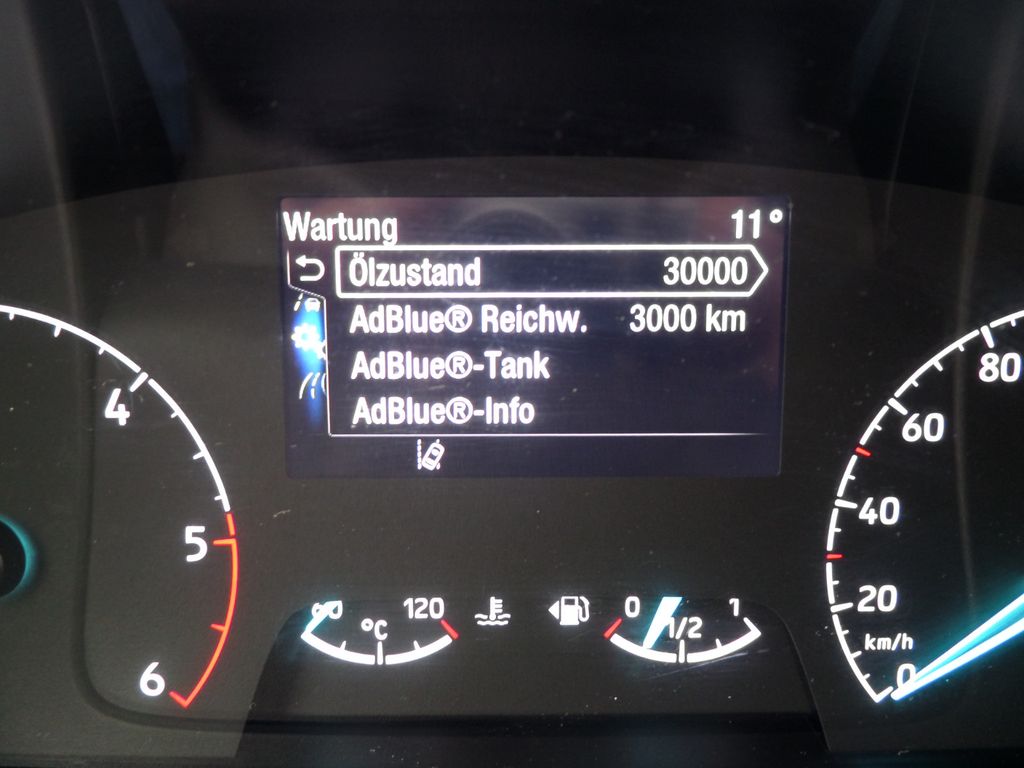 Wartung 11°
Ölzustand 30000
AdBlue® Reichw. 3000 km
AdBlue®-Tank
AdBlue®-Info
4
5
6
60 120
°C
0 1/2 1
80
60
40
20
km/h
0